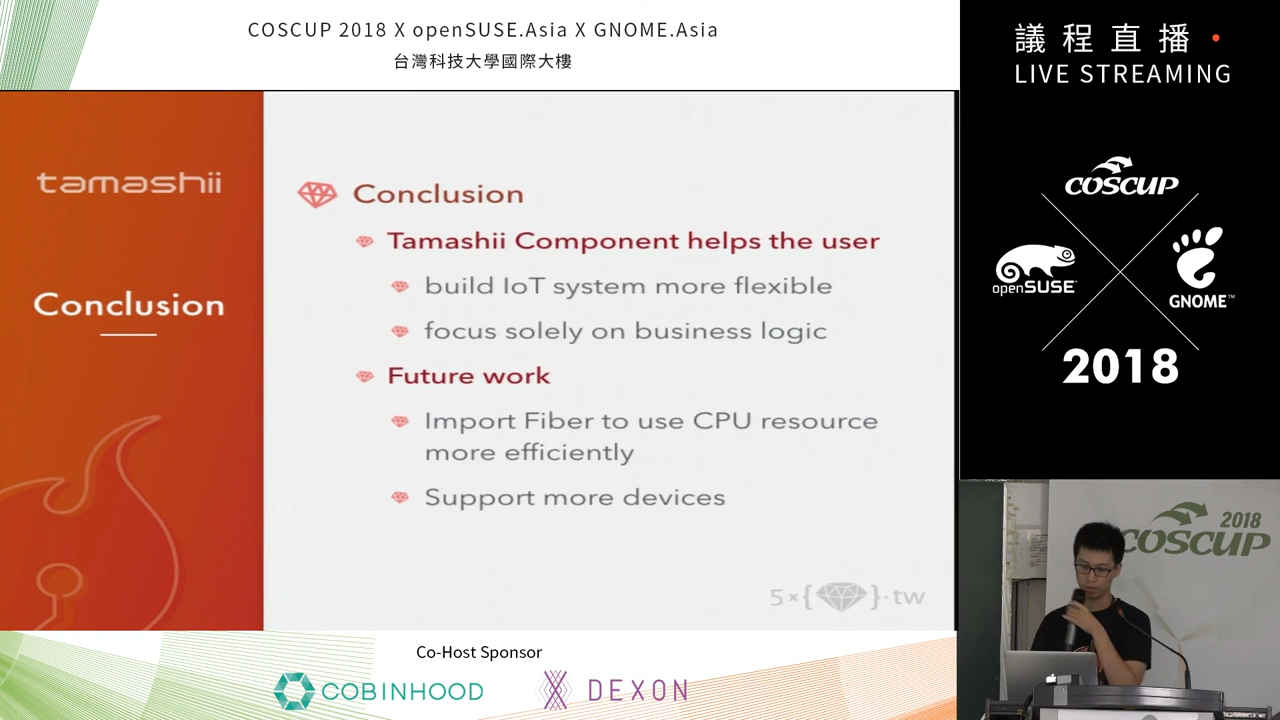 COSCUP 2018 X openSUSE.Asia X GNOME.Asia
台灣科技大學國際大樓
議程直播
LIVE STREAMING
COSCUP
openSUSE
GNOME™
2018
tamashii
Conclusion
Conclusion
Tamashii Component helps the user
build IoT system more flexible
focus solely on business logic
Future work
Import Fiber to use CPU resource
more efficiently
Support more devices
5×{ }·tw
2018
COSCUP
Co-Host Sponsor
COBINHOOD
DEXON